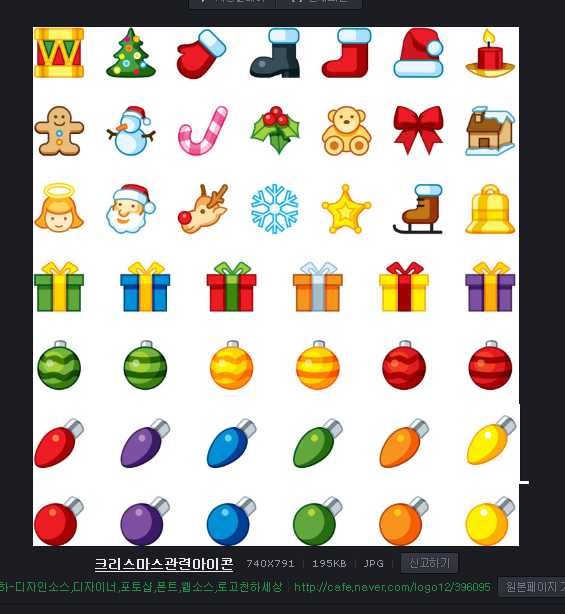 크리스마스관련아이콘 740X791 | 195KB | JPG | 신고하기
하-디자인소스,디자이너,포토샵,폰트,웹소스,로고천하세상 | http://cafe.naver.com/logo12/396095 원본페이지